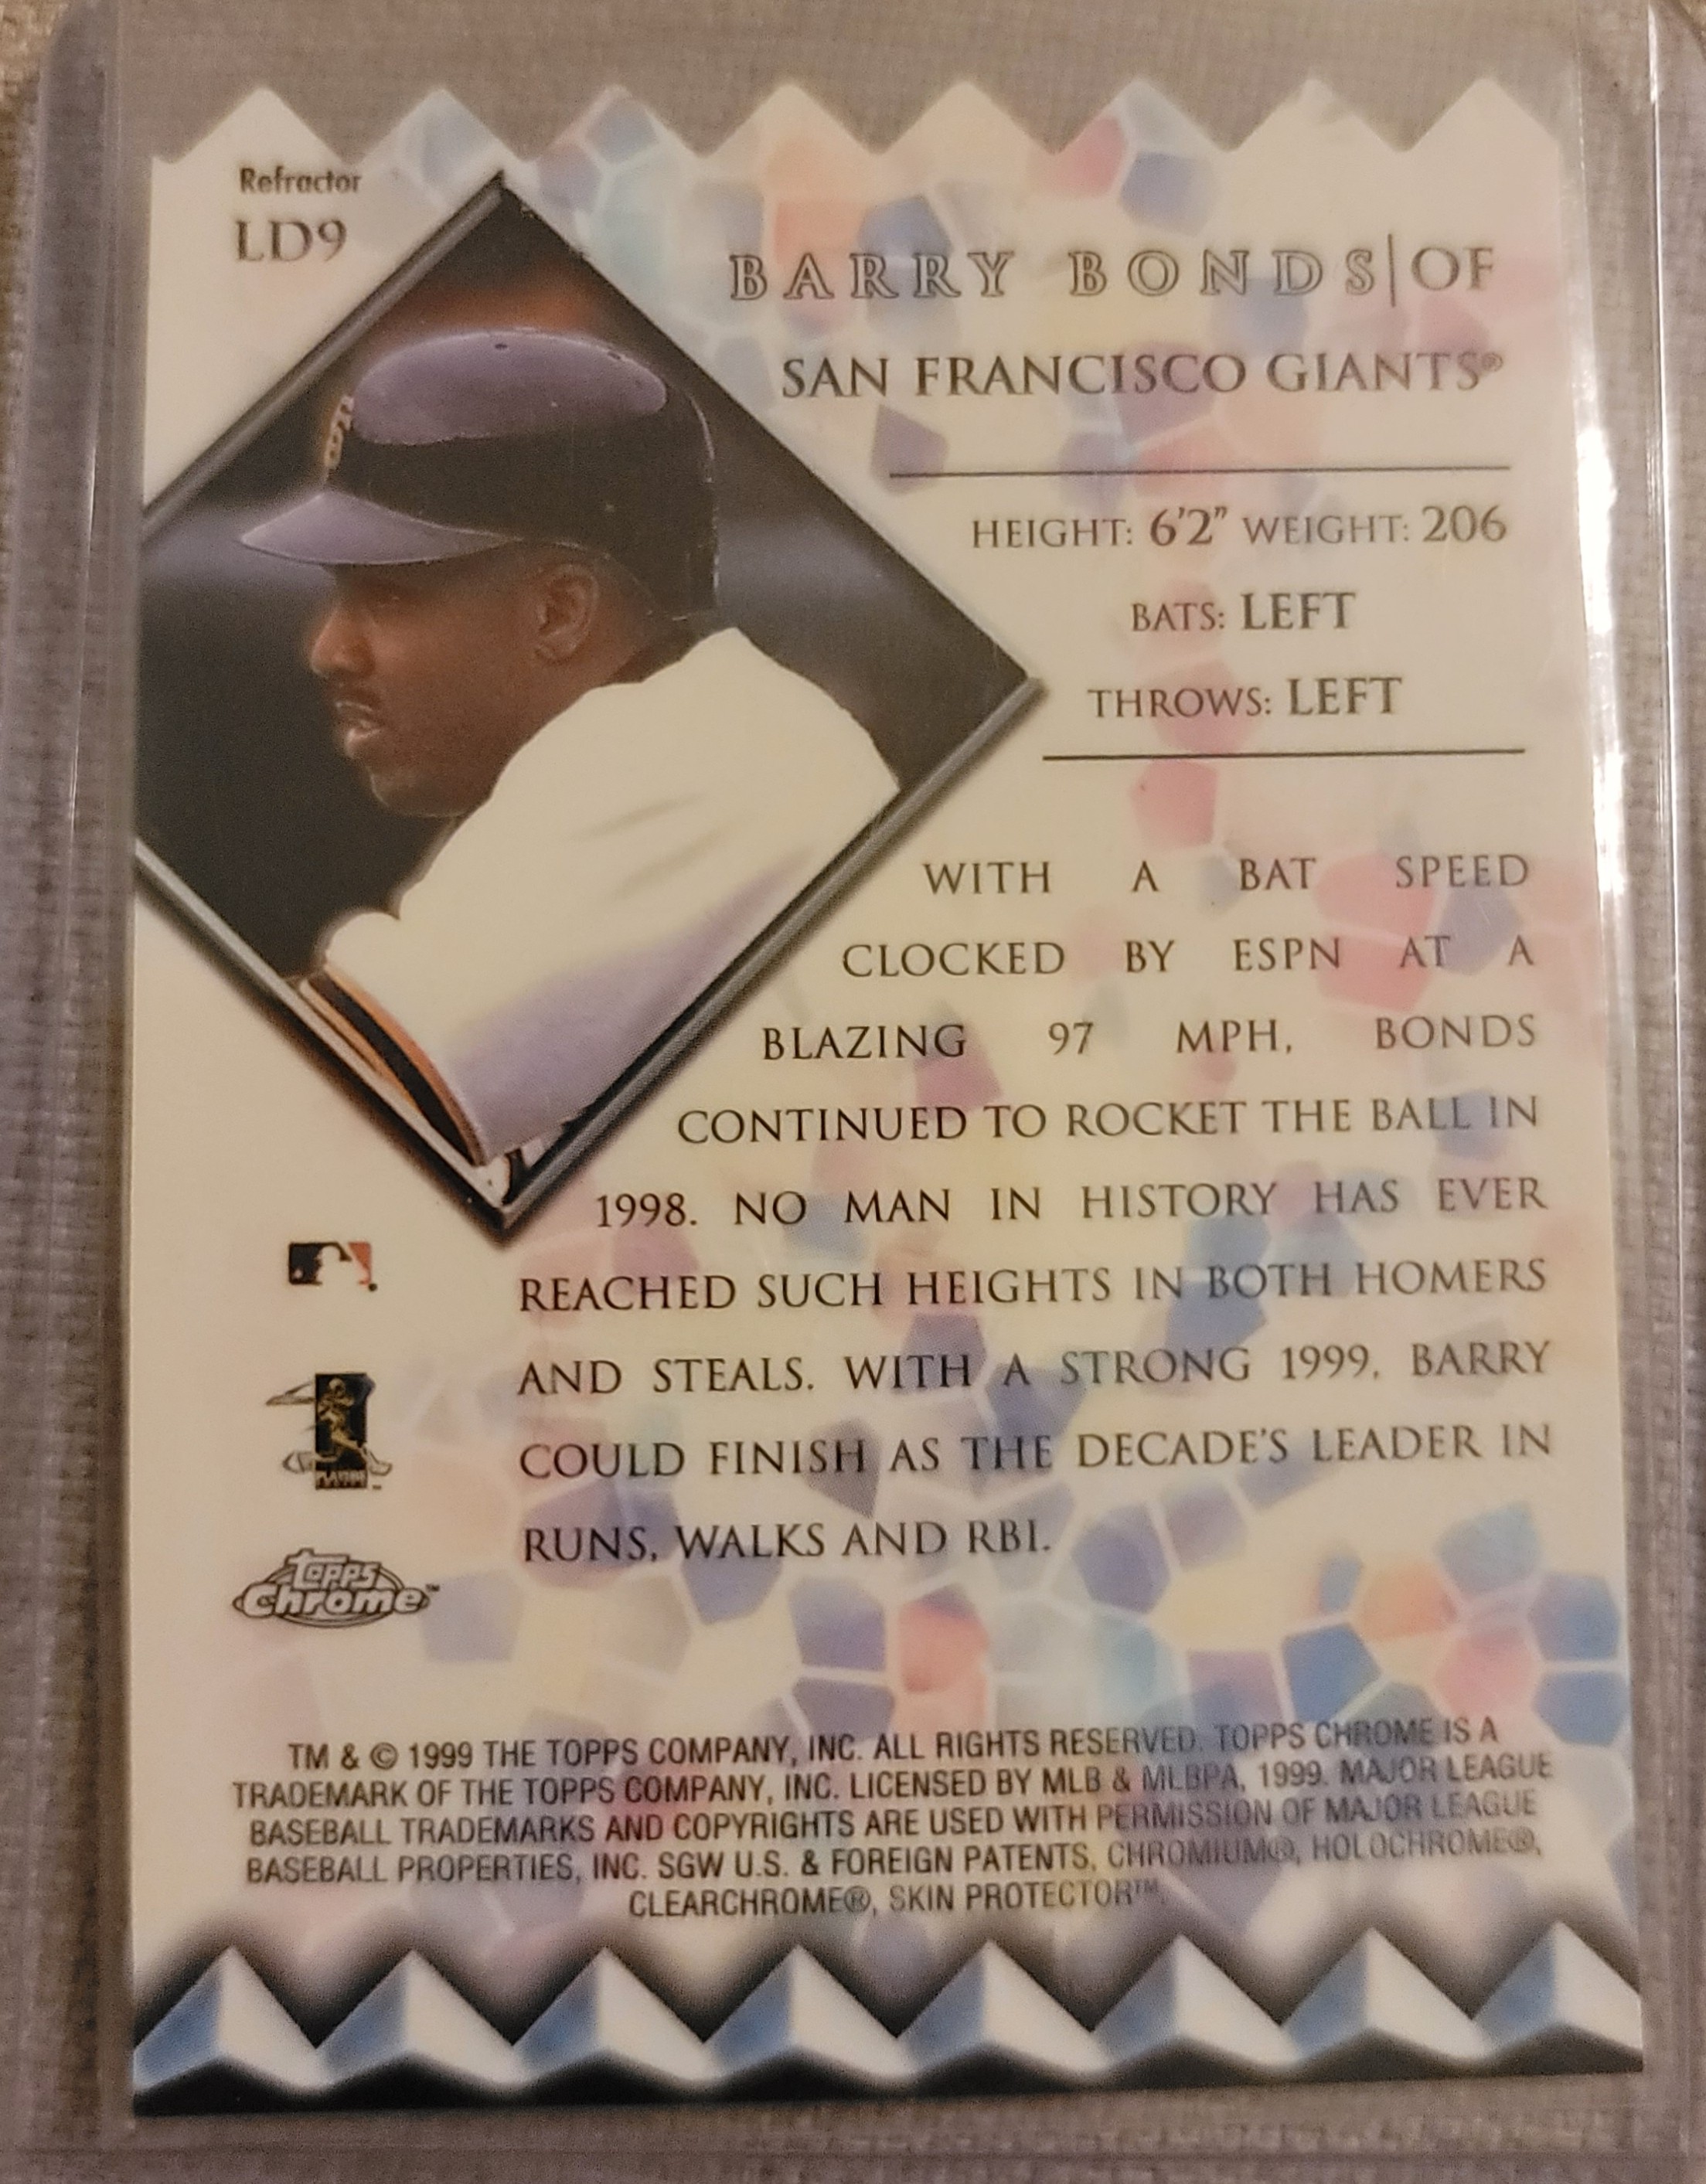 Refractor
LD9
BARRY BONDS|OF
SAN FRANCISCO GIANTS®
HEIGHT: 6'2" WEIGHT: 206
BATS: LEFT
THROWS: LEFT
WITH A BAT SPEED
CLOCKED BY ESPN AT A
BLAZING 97 MPH, BONDS
CONTINUED TO ROCKET THE BALL IN
1998. NO MAN IN HISTORY HAS EVER
REACHED SUCH HEIGHTS IN BOTH HOMERS
AND STEALS. WITH A STRONG 1999, BARRY
COULD FINISH AS THE DECADE'S LEADER IN
RUNS, WALKS AND RBI.
PLAYERS
topps
Chrome™
TM & © 1999 THE TOPPS COMPANY, INC. ALL RIGHTS RESERVED. TOPPS CHROME IS A
TRADEMARK OF THE TOPPS COMPANY, INC. LICENSED BY MLB & MLBPA, 1999. MAJOR LEAGUE
BASEBALL TRADEMARKS AND COPYRIGHTS ARE USED WITH PERMISSION OF MAJOR LEAGUE
BASEBALL PROPERTIES, INC. SGW U.S. & FOREIGN PATENTS, CHROMIUM®, HOLOCHROME®,
CLEARCHROME®, SKIN PROTECTOR™.